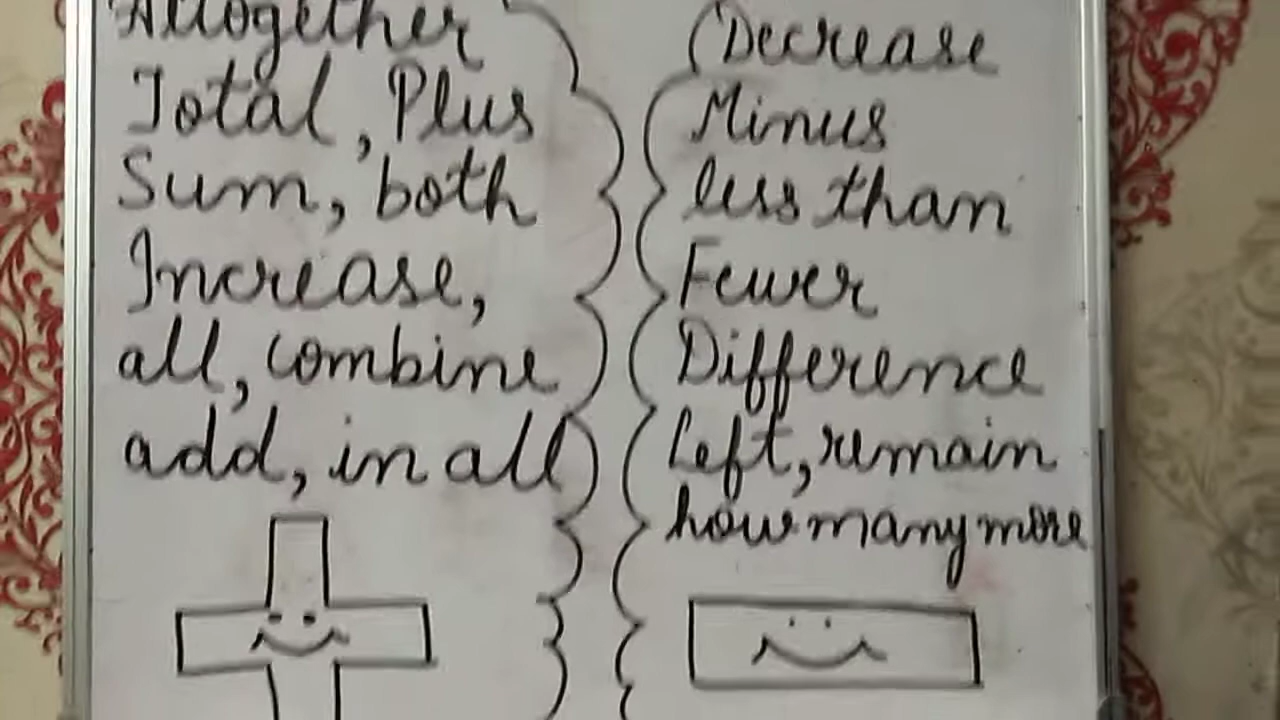 Altogether
Total, Plus
Sum, both
Increase,
all, combine
add, in all
Decrease
Minus
less than
Fewer
Difference
Left, remain
how many more